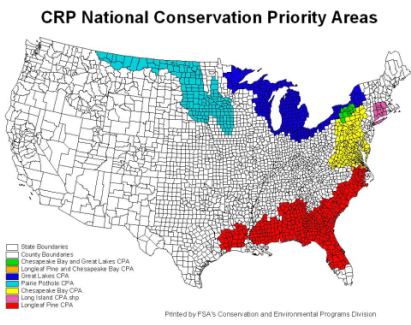 CRP National Conservation Priority Areas
State Boundaries
County Boundaries
Chesapeake Bay and Great Lakes CPA
Longleaf Pine and Chesapeake Bay CPA
Great Lakes CPA
Prairie Pothole CPA
Chesapeake Bay CPA
Long Island CPA.shp
Longleaf Pine CPA
Printed by FSA's Conservation and Environmental Programs Division